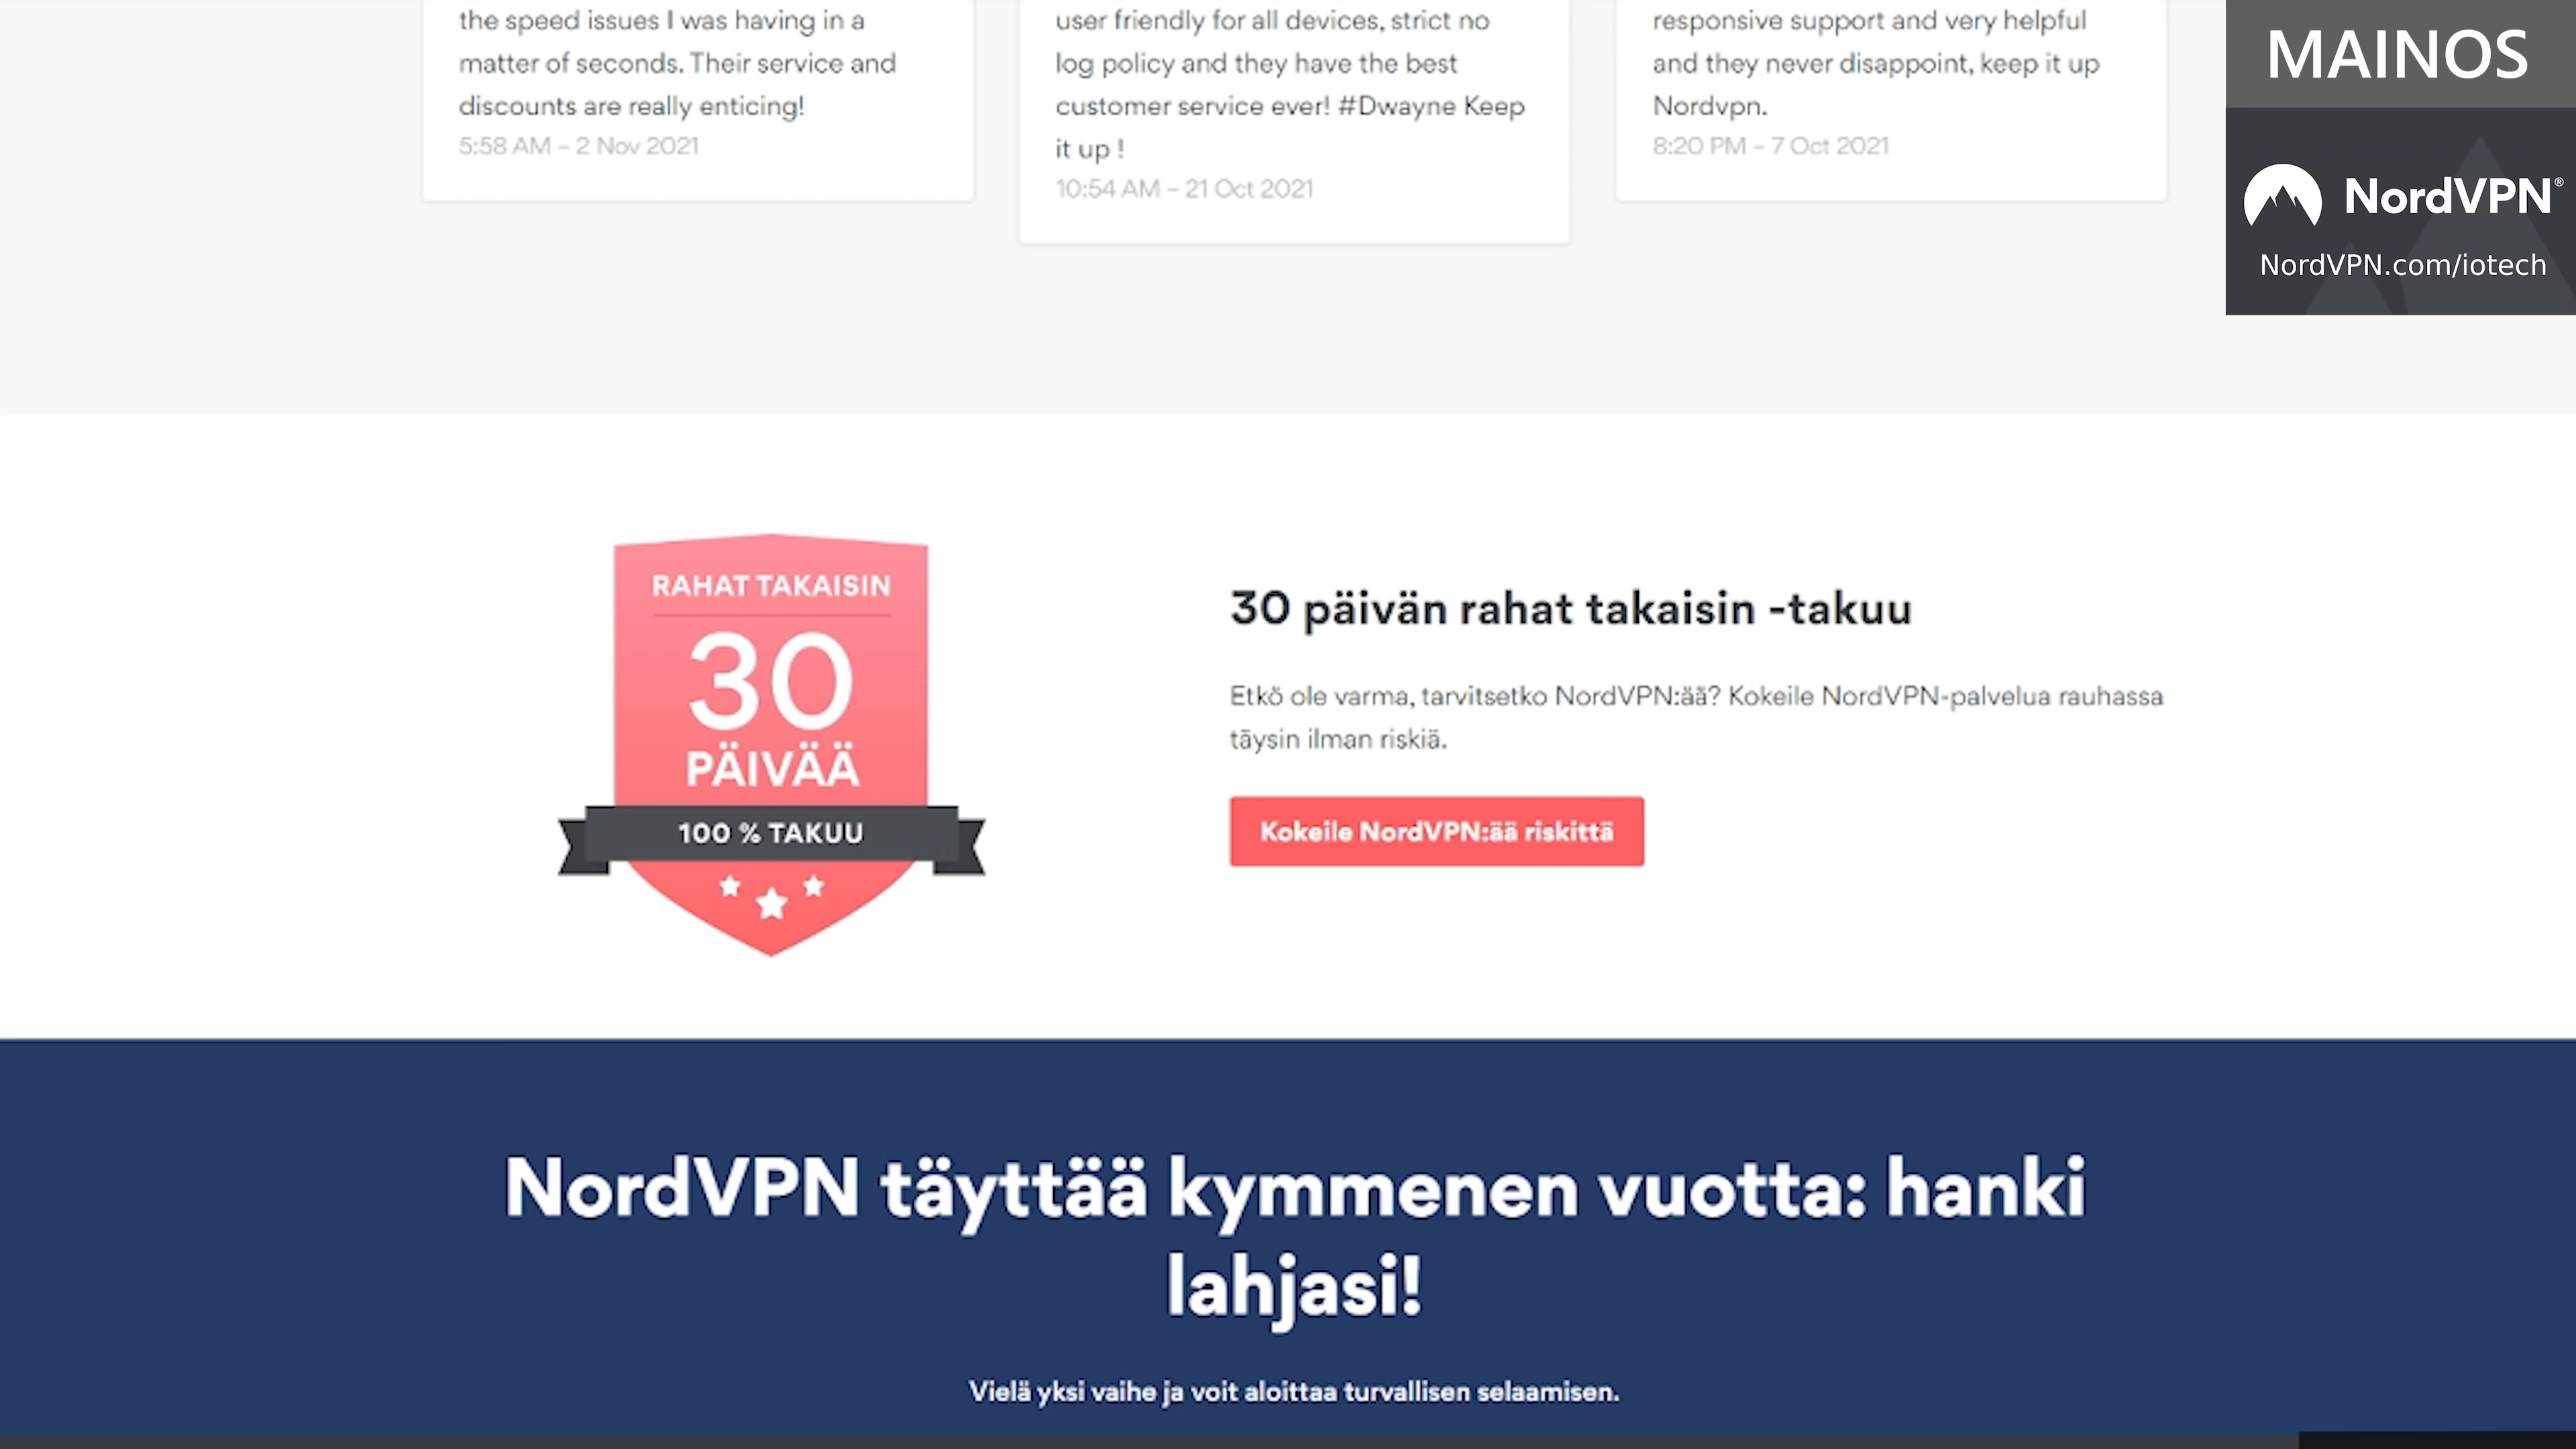 the speed issues I was having in a
matter of seconds. Their service and
discounts are really enticing!
5:58 AM – 2 Nov 2021
user friendly for all devices, strict no
log policy and they have the best
customer service ever! #Dwayne Keep
it up !
10:54 AM – 21 Oct 2021
responsive support and very helpful
and they never disappoint, keep it up
Nordvpn.
8:20 PM – 7 Oct 2021
MAINOS
NordVPN®
NordVPN.com/iotech
RAHAT TAKAISIN
30
PÄIVÄÄ
100 % TAKUU
30 päivän rahat takaisin -takuu
Etkö ole varma, tarvitsetko NordVPN:ää? Kokeile NordVPN-palvelua rauhassa
täysin ilman riskiä.
Kokeile NordVPN:ää riskittä
NordVPN täyttää kymmenen vuotta: hanki
lahjasi!
Vielä yksi vaihe ja voit aloittaa turvallisen selaamisen.